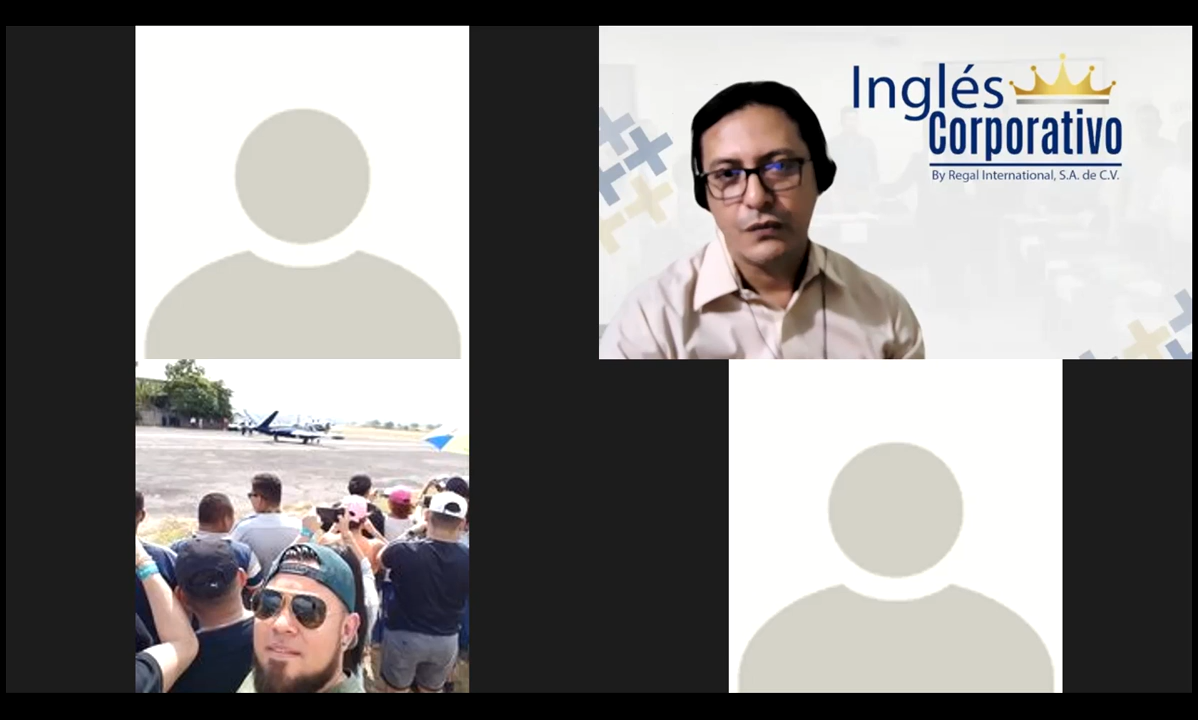 Inglés
Corporativo
By Regal International, S.A. de C.V.